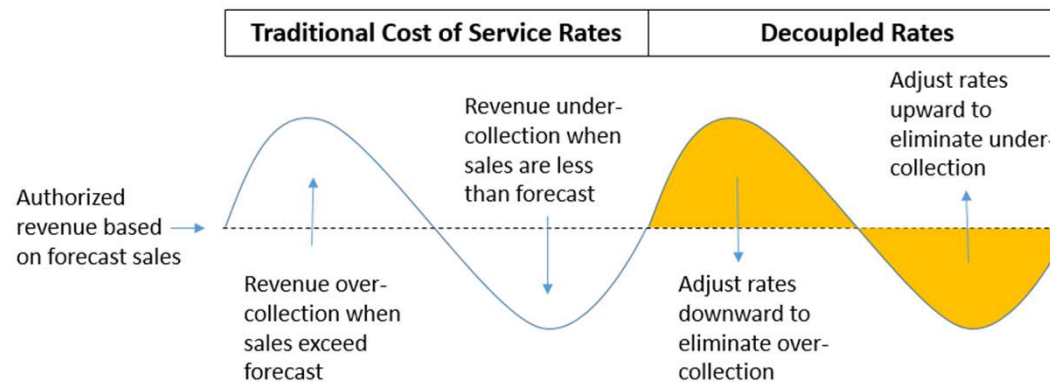 Traditional Cost of Service Rates
Decoupled Rates
Authorized
revenue based
on forecast sales
Revenue over-
collection when
sales exceed
forecast
Revenue under-
collection when
sales are less
than forecast
Adjust rates
downward to
eliminate over-
collection
Adjust rates
upward to
eliminate under-
collection